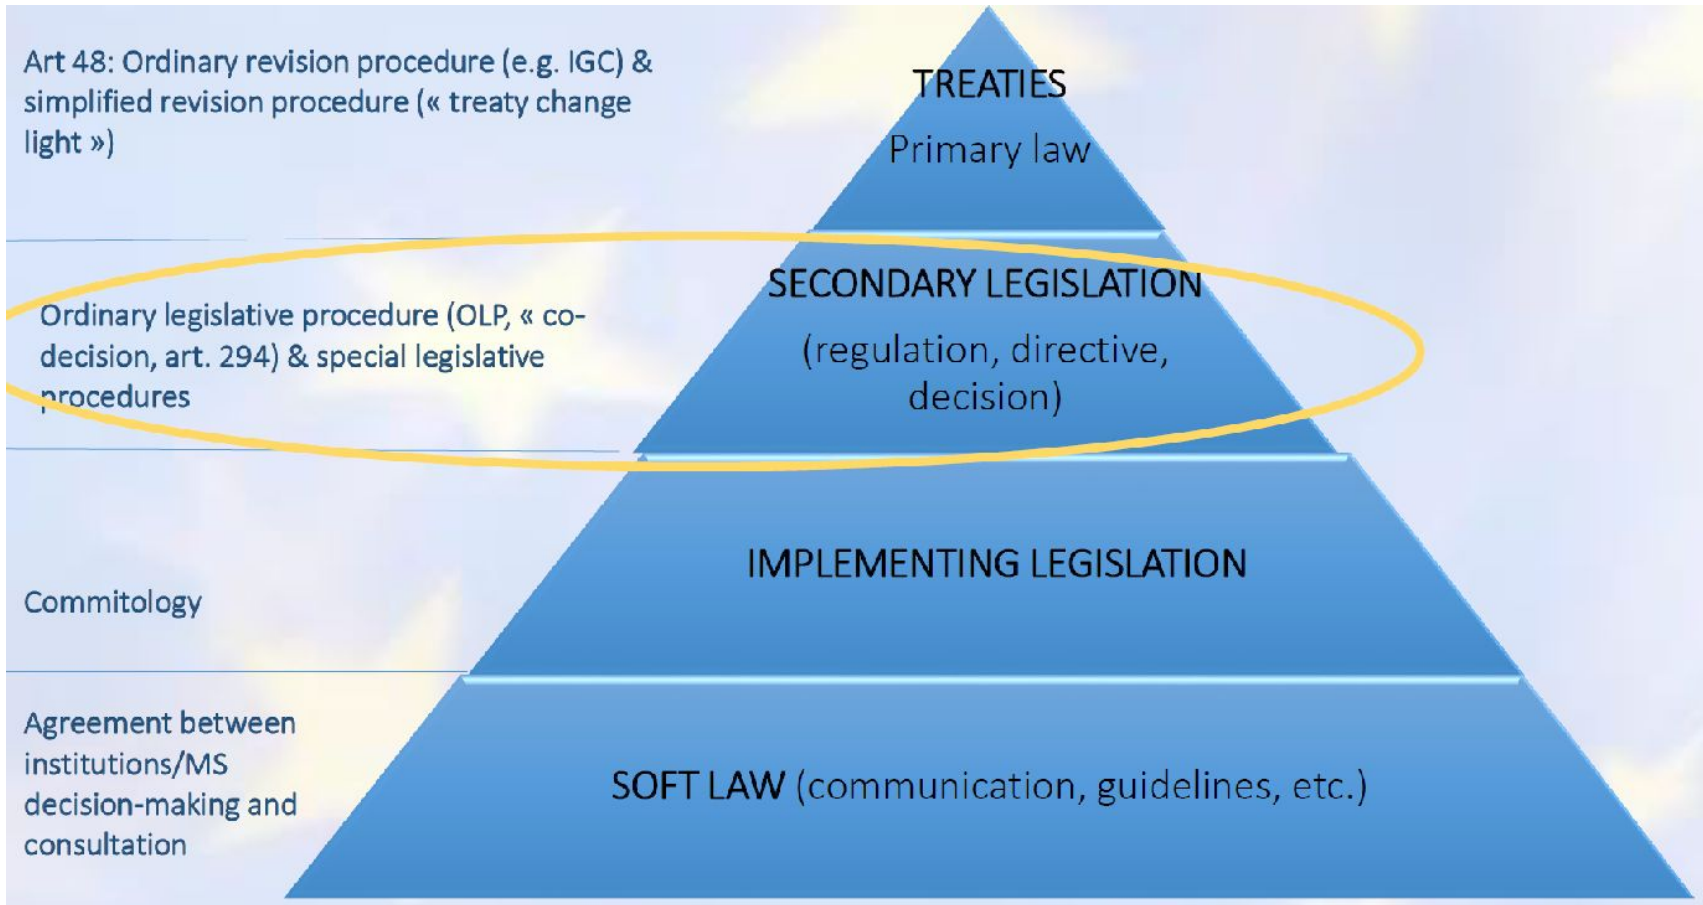 Art 48: Ordinary revision procedure (e.g. IGC) &
simplified revision procedure (« treaty change
light »)
TREATIES
Primary law
Ordinary legislative procedure (OLP, « co-
decision, art. 294) & special legislative
procedures
SECONDARY LEGISLATION
(regulation, directive,
decision)
Commitology
IMPLEMENTING LEGISLATION
Agreement between
institutions/MS
decision-making and
consultation
SOFT LAW (communication, guidelines, etc.)